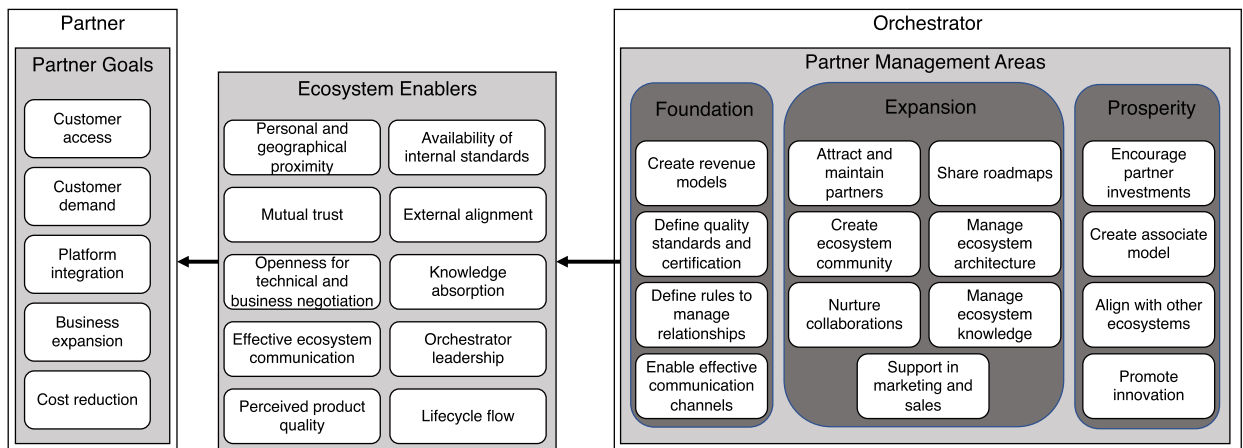 Partner
Partner Goals
Customer
access
Customer
demand
Platform
integration
Business
expansion
Cost reduction
Ecosystem Enablers
Personal and
geographical
proximity
Availability of
internal standards
Mutual trust
External alignment
Openness for
technical and
business negotiation
Knowledge
absorption
Effective ecosystem
communication
Orchestrator
leadership
Perceived product
quality
Lifecycle flow
Orchestrator
Partner Management Areas
Foundation
Create revenue
models
Define quality
standards and
certification
Define rules to
manage
relationships
Enable effective
communication
channels
Expansion
Attract and
maintain
partners
Share roadmaps
Create
ecosystem
community
Manage
ecosystem
architecture
Nurture
collaborations
Manage
ecosystem
knowledge
Support in
marketing and
sales
Prosperity
Encourage
partner
investments
Create associate
model
Align with other
ecosystems
Promote
innovation